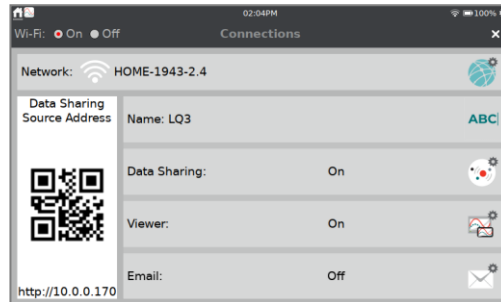 02:04PM
100%
Wi-Fi: On Off Connections ×
Network: HOME-1943-2.4
Data Sharing
Source Address
Name: LQ3 ABC
Data Sharing: On
Viewer: On
Email: Off
http://10.0.0.170